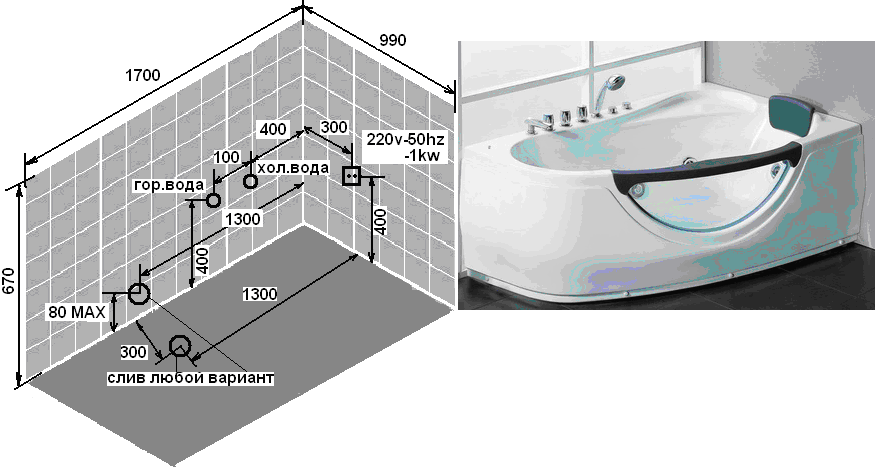 1700
990
400
300
100
220v-50hz
-1kw
гор.вода
хол.вода
1300
400
400
670
80 MAX
1300
300
слив любой вариант